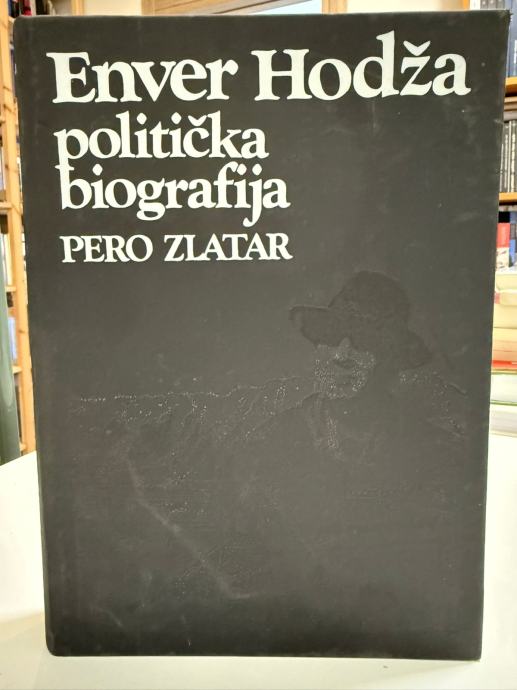 Enver Hodža
politička
biografija
PERO ZLATAR